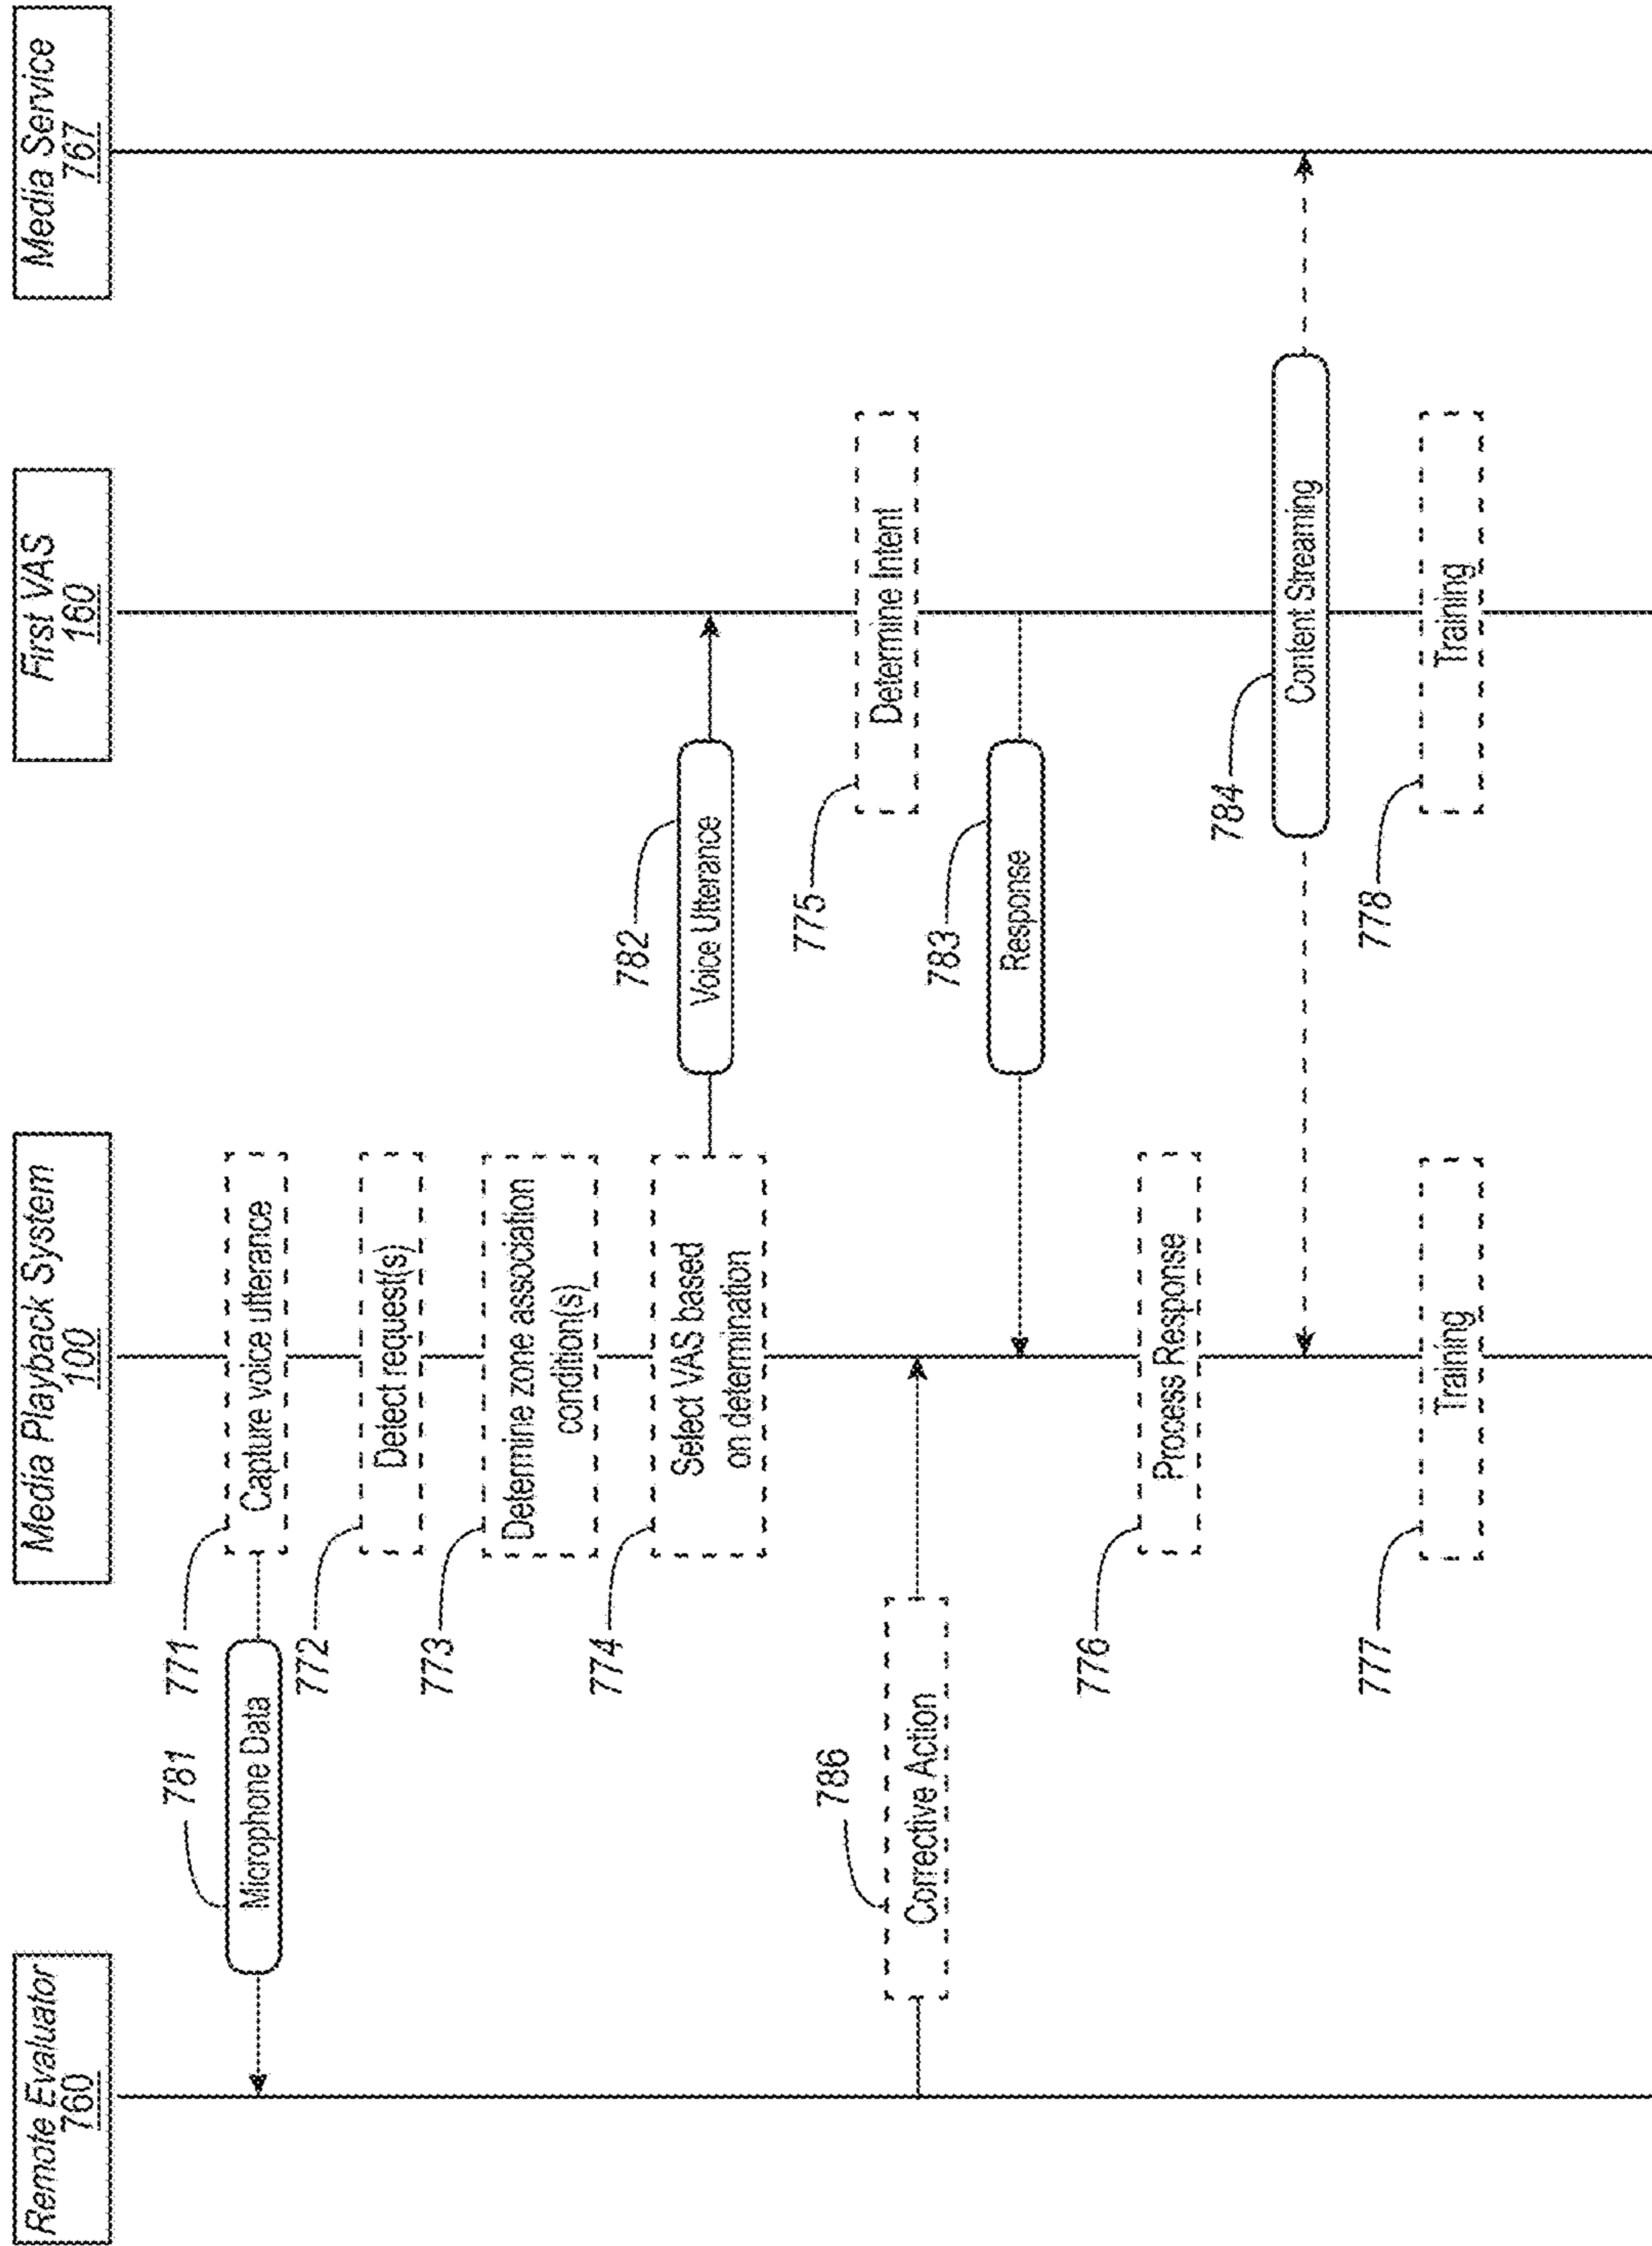 Remote Evaluator
760
Media Playback System
100
First VAS
160
Media Service
767
771
Capture voice utterance
781
Microphone Data
772
Detect request(s)
773
Determine zone association
condition(s)
774
Select VAS based
on determination
782
Voice Utterance
775
Determine Intent
786
Corrective Action
783
Response
776
Process Response
784
Content Streaming
777
Training
778
Training